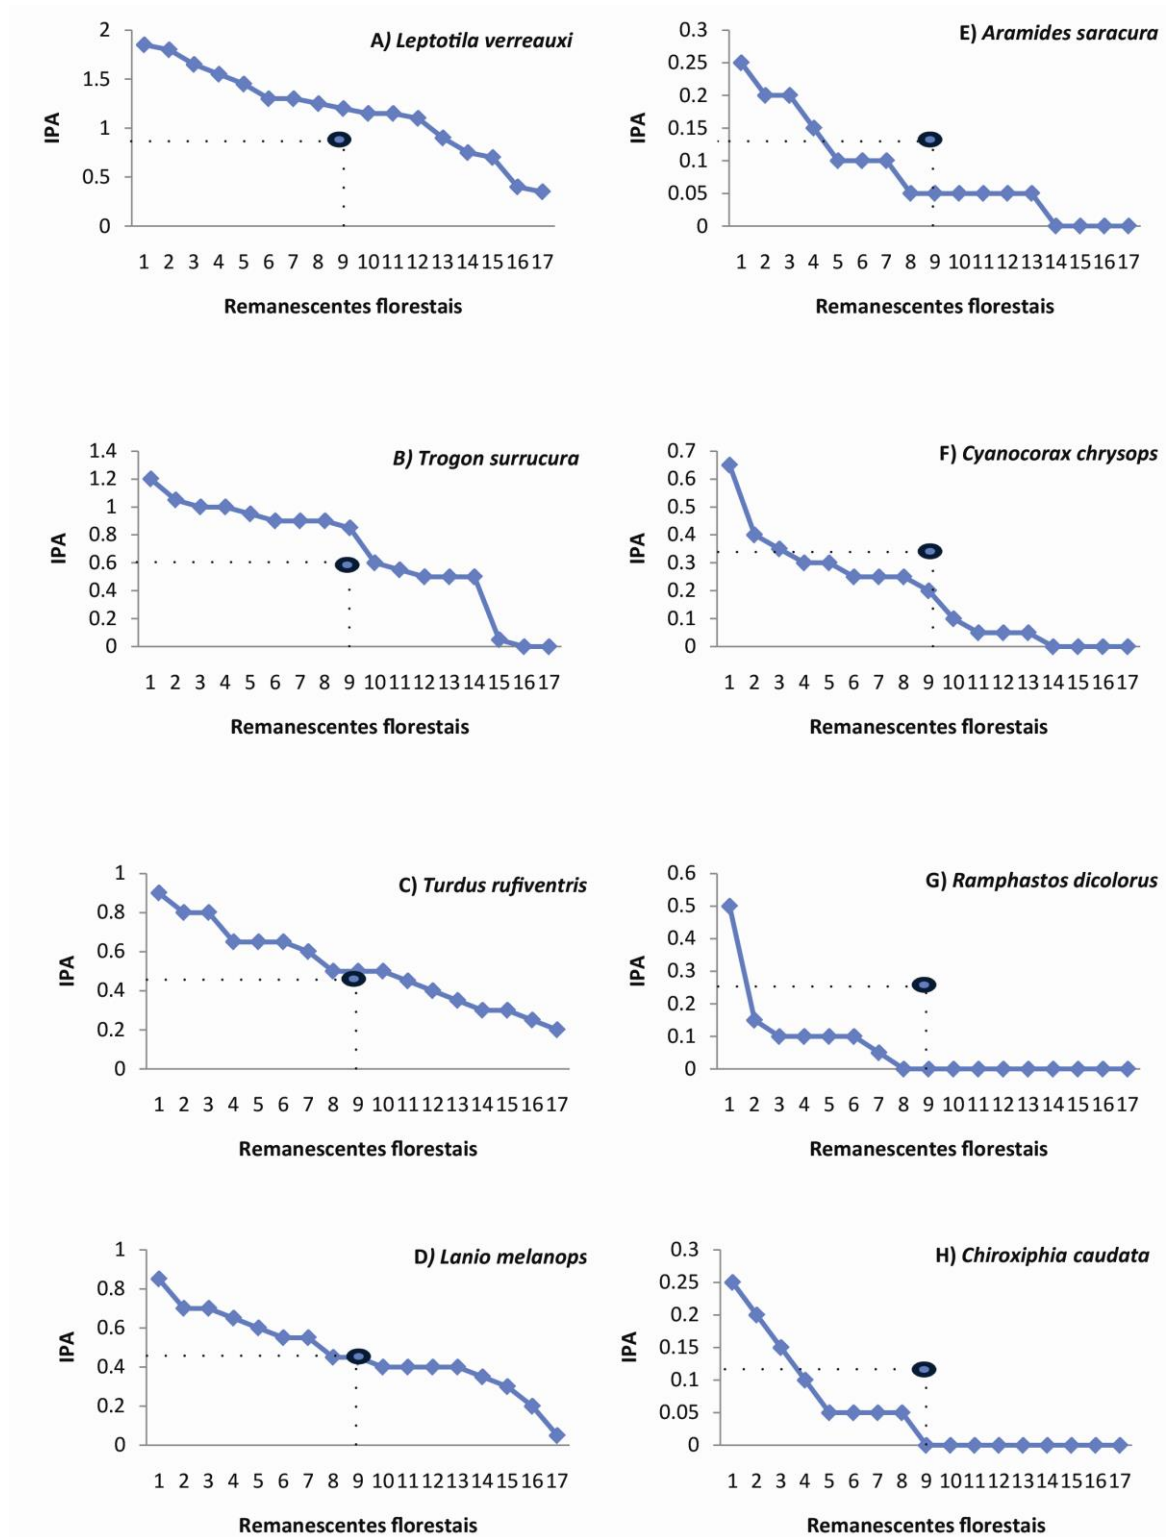 A) Leptotila verreauxi
2
1.5
1
0.5
0
IPA
1 2 3 4 5 6 7 8 9 10 11 12 13 14 15 16 17
Remanescentes florestais
E) Aramides saracura
0.3
0.25
0.2
0.15
0.1
0.05
0
IPA
1 2 3 4 5 6 7 8 9 10 11 12 13 14 15 16 17
Remanescentes florestais
B) Trogon surrucura
1.4
1.2
1
0.8
0.6
0.4
0.2
0
IPA
1 2 3 4 5 6 7 8 9 10 11 12 13 14 15 16 17
Remanescentes florestais
F) Cyanocorax chrysops
0.7
0.6
0.5
0.4
0.3
0.2
0.1
0
IPA
1 2 3 4 5 6 7 8 9 10 11 12 13 14 15 16 17
Remanescentes florestais
C) Turdus rufiventris
1
0.8
0.6
0.4
0.2
0
IPA
1 2 3 4 5 6 7 8 9 10 11 12 13 14 15 16 17
Remanescentes florestais
G) Ramphastos dicolorus
0.6
0.5
0.4
0.3
0.2
0.1
0
IPA
1 2 3 4 5 6 7 8 9 10 11 12 13 14 15 16 17
Remanescentes florestais
D) Lanio melanops
1
0.8
0.6
0.4
0.2
0
IPA
1 2 3 4 5 6 7 8 9 10 11 12 13 14 15 16 17
Remanescentes florestais
H) Chiroxiphia caudata
0.3
0.25
0.2
0.15
0.1
0.05
0
IPA
1 2 3 4 5 6 7 8 9 10 11 12 13 14 15 16 17
Remanescentes florestais